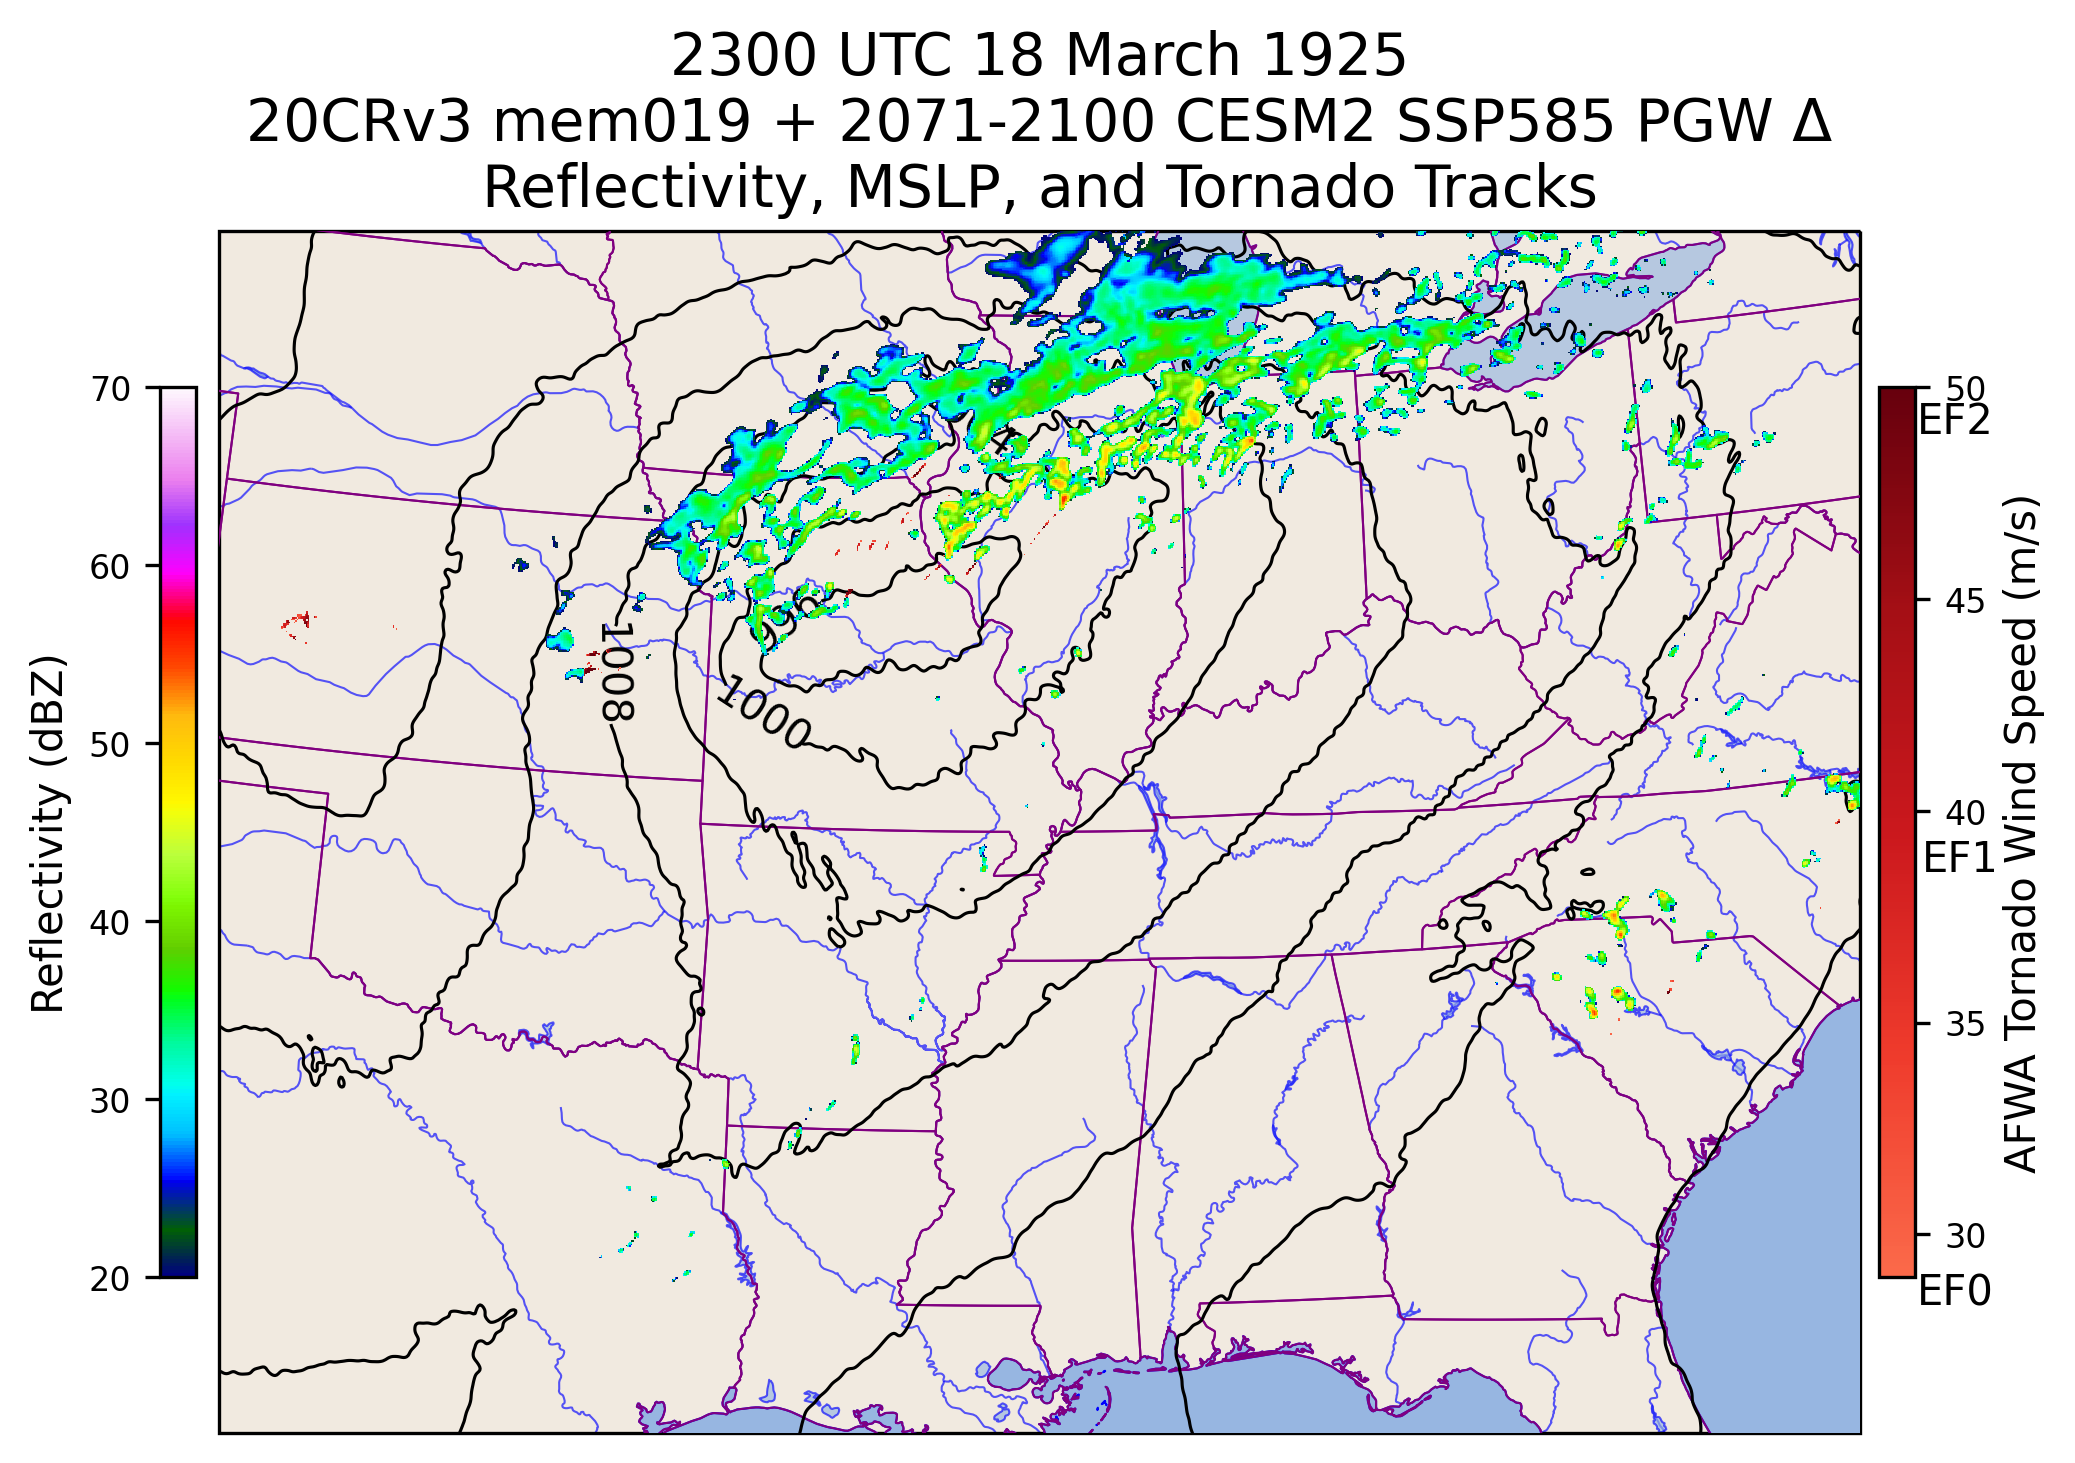 2300 UTC 18 March 1925
20CRv3 mem019 + 2071-2100 CESM2 SSP585 PGW Δ
Reflectivity, MSLP, and Tornado Tracks
70
60
50
40
30
20
Reflectivity (dBZ)
1008
1000
50
EF2
45
40
EF1
35
30
EF0
AFWA Tornado Wind Speed (m/s)